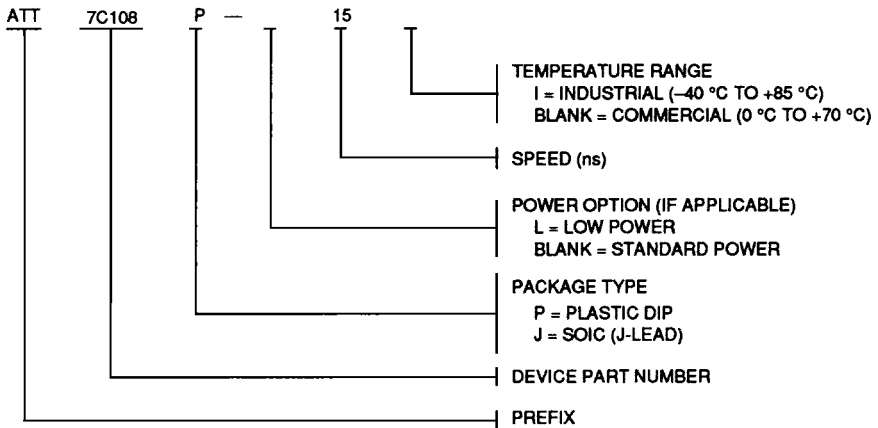 ATT 7C108 P — 15
TEMPERATURE RANGE
I = INDUSTRIAL (–40 °C TO +85 °C)
BLANK = COMMERCIAL (0 °C TO +70 °C)
SPEED (ns)
POWER OPTION (IF APPLICABLE)
L = LOW POWER
BLANK = STANDARD POWER
PACKAGE TYPE
P = PLASTIC DIP
J = SOIC (J-LEAD)
DEVICE PART NUMBER
PREFIX